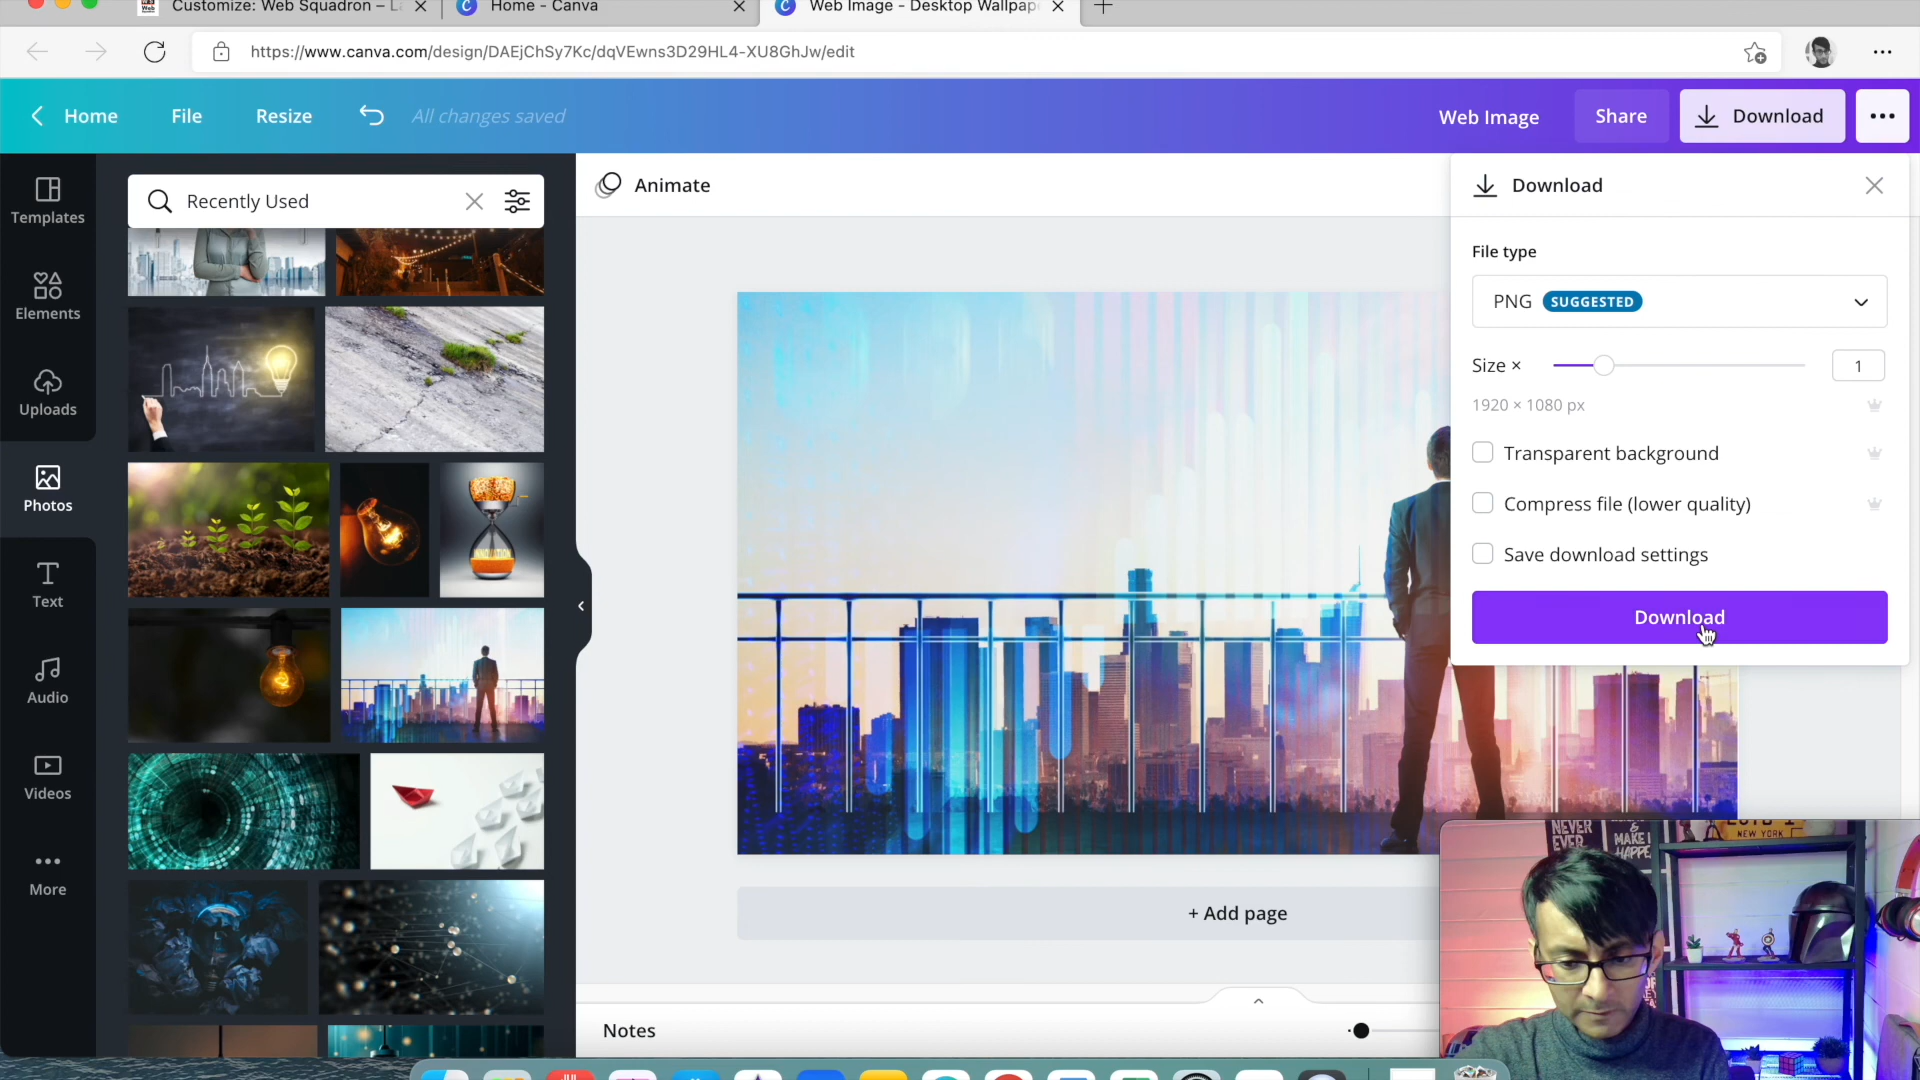 Customize: Web Squadron –
Home - Canva
Web Image - Desktop Wallpap
https://www.canva.com/design/DAEjChSy7Kc/dqVEwns3D29HL4-XU8GhJw/edit
Home
File
Resize
All changes saved
Web Image
Share
Download
Templates
Elements
Uploads
Photos
Text
Audio
Videos
More
Recently Used
INNOVATION
Animate
Download
File type
PNG SUGGESTED
Size × 1
1920 × 1080 px
Transparent background
Compress file (lower quality)
Save download settings
Download
+ Add page
Notes
NEVER
EVER
MAKE I
HAPPE
NEW YORK